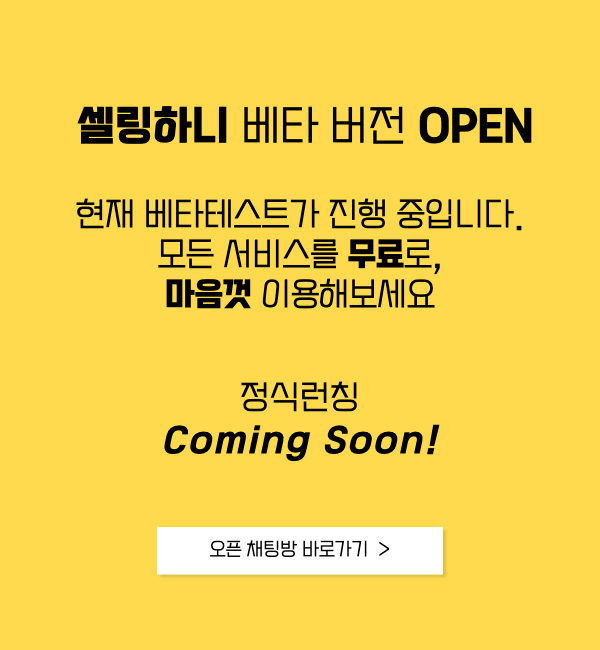 셀링하니 베타 버전 OPEN
현재 베타테스트가 진행 중입니다.
모든 서비스를 무료로,
마음껏 이용해보세요
정식런칭
Coming Soon!
오픈 채팅방 바로가기 >